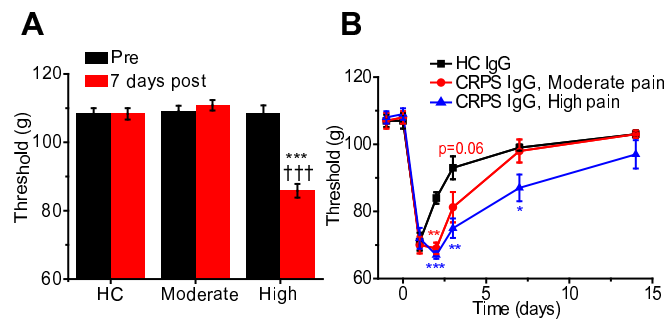 A
Pre
7 days post
Threshold (g)
120
100
80
60
***
†††
HC
Moderate
High
B
HC IgG
CRPS IgG, Moderate pain
CRPS IgG, High pain
Threshold (g)
120
100
80
60
p=0.06
**
***
**
*
0
5
10
15
Time (days)